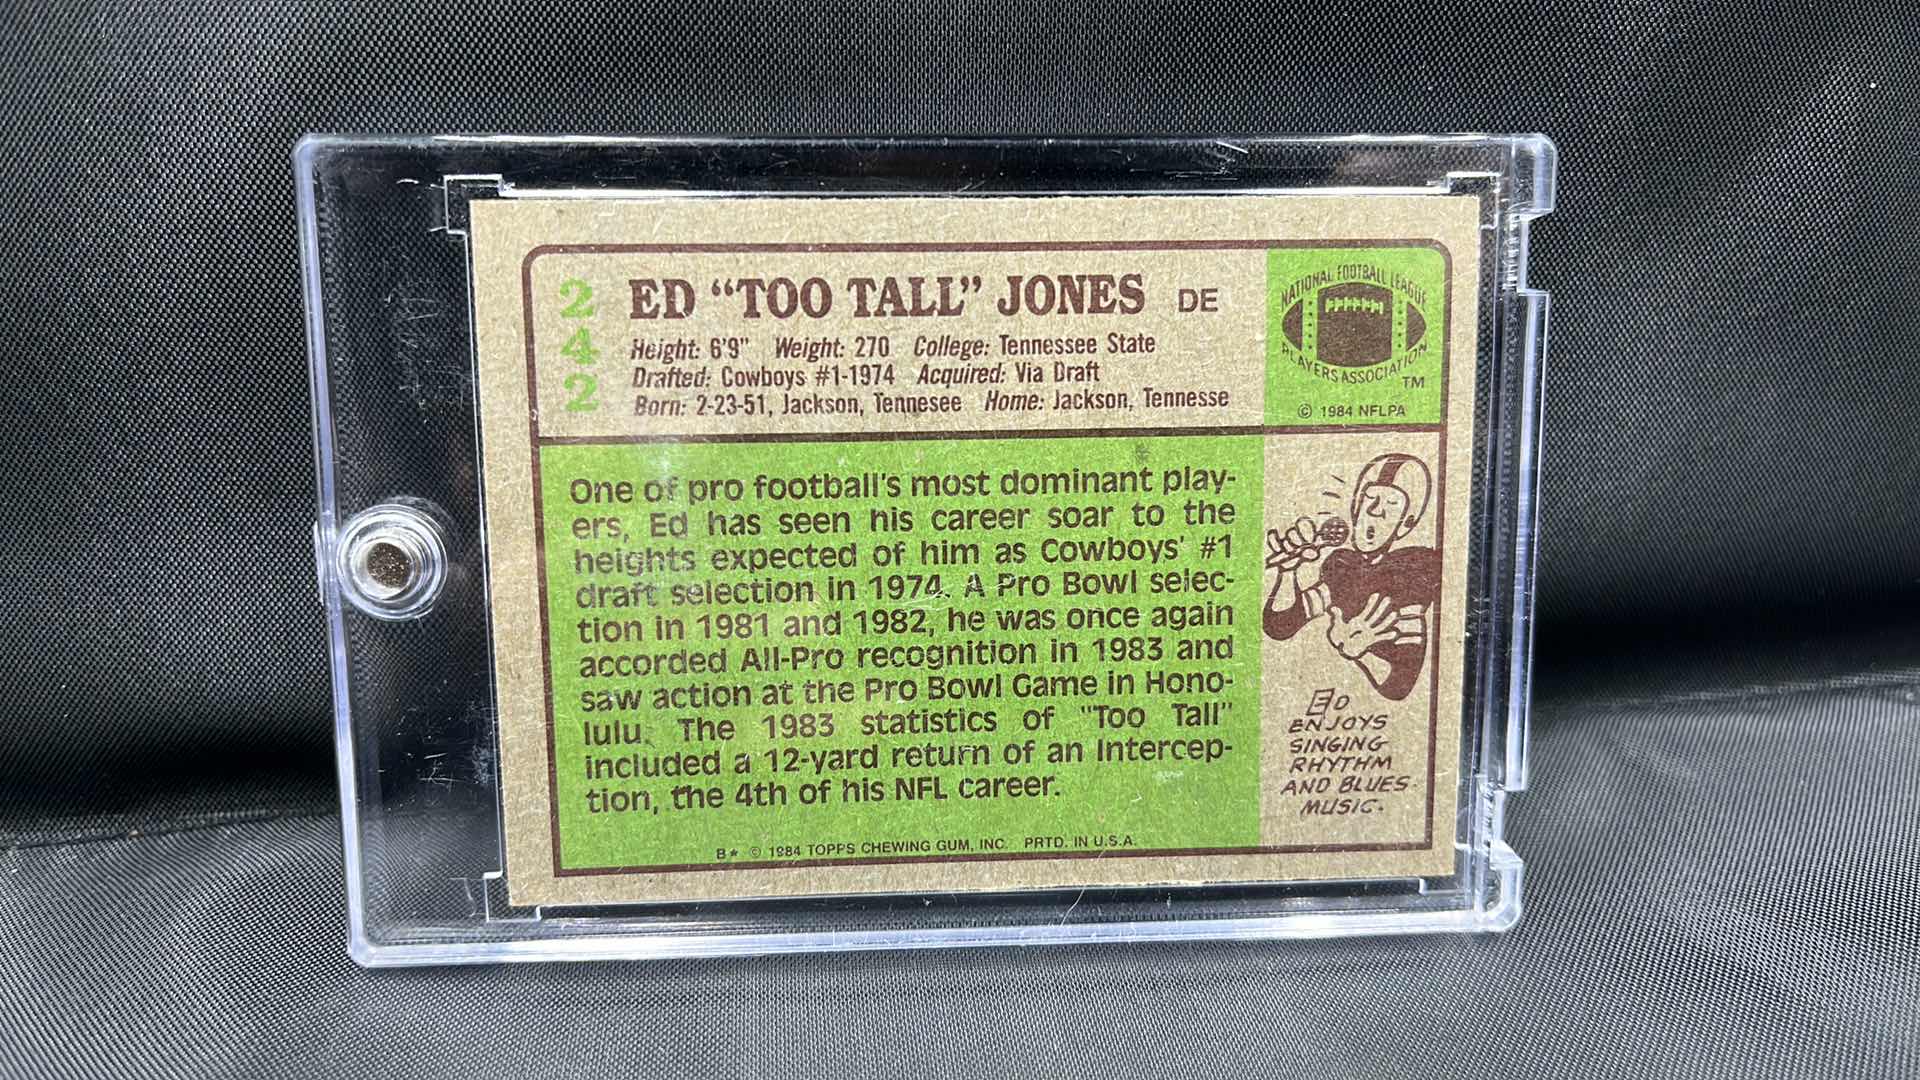 242
ED "TOO TALL" JONES DE
Height: 6'9" Weight: 270 College: Tennessee State
Drafted: Cowboys #1-1974 Acquired: Via Draft
Born: 2-23-51, Jackson, Tennesee Home: Jackson, Tennesse
NATIONAL FOOTBALL LEAGUE
PLAYERS ASSOCIATION
TM
© 1984 NFLPA
One of pro football's most dominant play-
ers, Ed has seen his career soar to the
heights expected of him as Cowboys' #1
draft selection in 1974. A Pro Bowl selec-
tion in 1981 and 1982, he was once again
accorded All-Pro recognition in 1983 and
saw action at the Pro Bowl Game in Hono-
lulu. The 1983 statistics of "Too Tall"
included a 12-yard return of an intercep-
tion, the 4th of his NFL career.
ED
ENJOYS
SINGING
RHYTHM
AND BLUES
MUSIC.
B* © 1984 TOPPS CHEWING GUM, INC. PRTD. IN U.S.A.